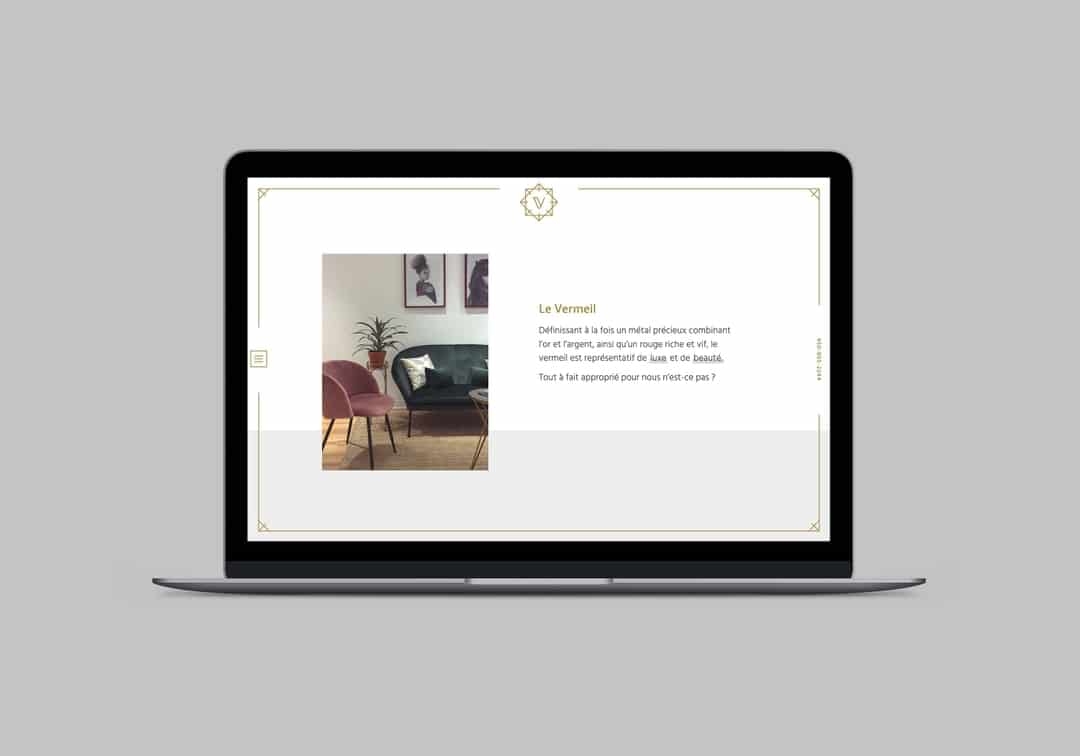 V
Le Vermeil
Définissant à la fois un métal précieux combinant
l'or et l'argent, ainsi qu'un rouge riche et vif, le
vermeil est représentatif de luxe et de beauté.
Tout à fait approprié pour nous n'est-ce pas ?